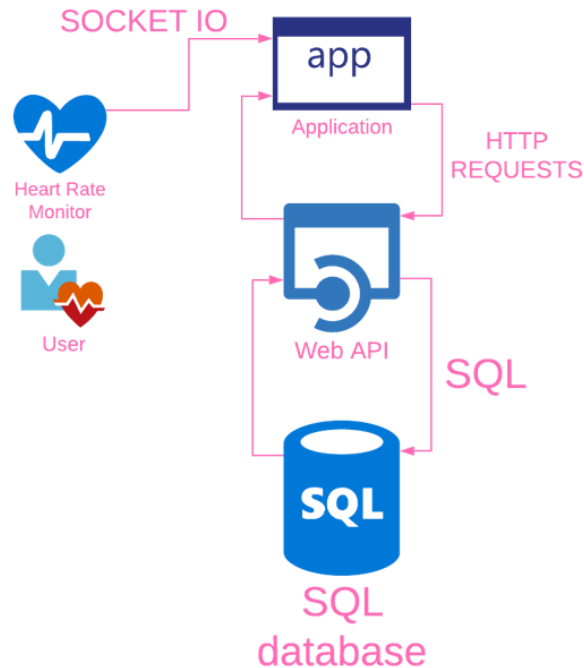 SOCKET IO
app
Application
HTTP
REQUESTS
Heart Rate
Monitor
User
Web API
SQL
SQL
SQL
database